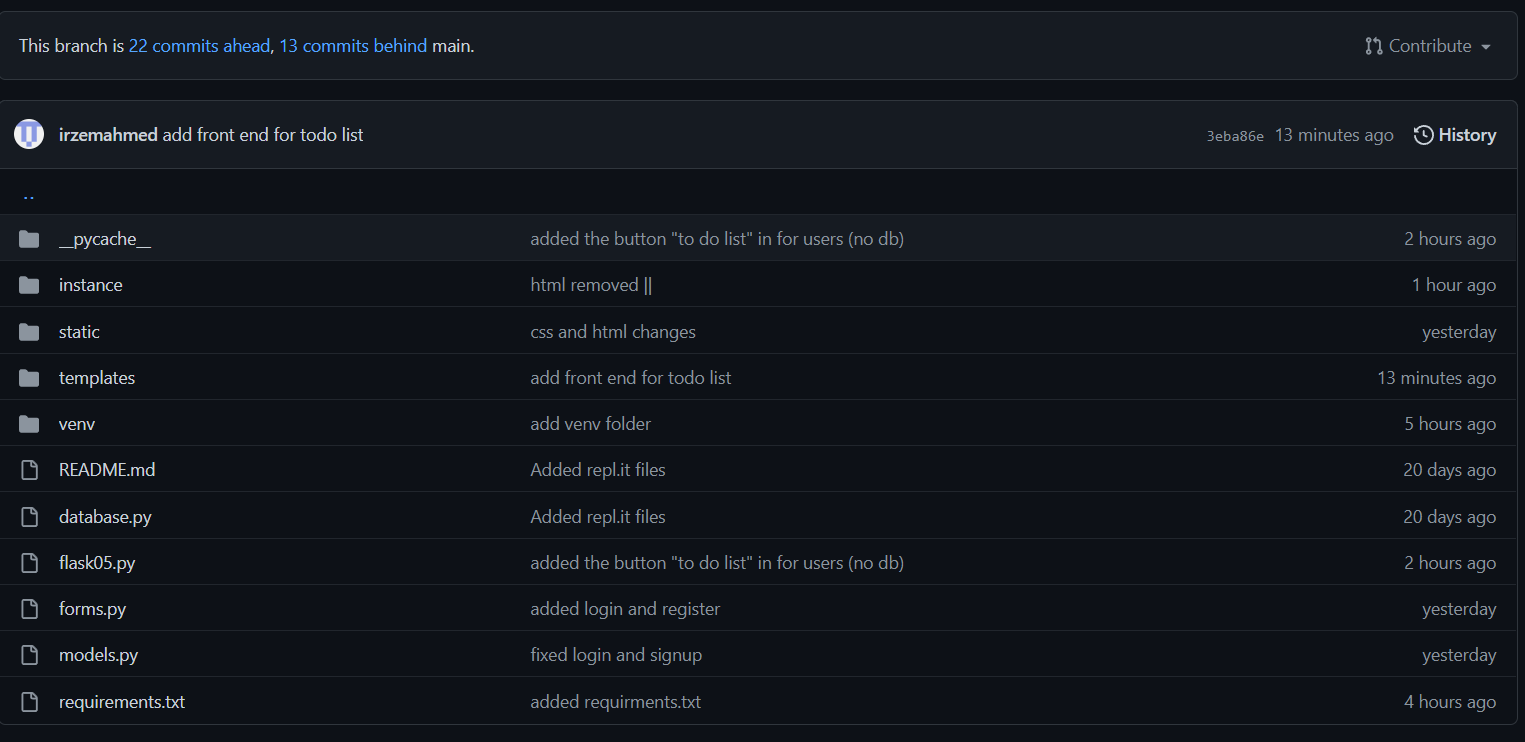 This branch is 22 commits ahead, 13 commits behind main. Contribute
irzemahmed add front end for todo list 3eba86e 13 minutes ago History
..
__pycache__ added the button "to do list" in for users (no db) 2 hours ago
instance html removed || 1 hour ago
static css and html changes yesterday
templates add front end for todo list 13 minutes ago
venv add venv folder 5 hours ago
README.md Added repl.it files 20 days ago
database.py Added repl.it files 20 days ago
flask05.py added the button "to do list" in for users (no db) 2 hours ago
forms.py added login and register yesterday
models.py fixed login and signup yesterday
requirements.txt added requirments.txt 4 hours ago